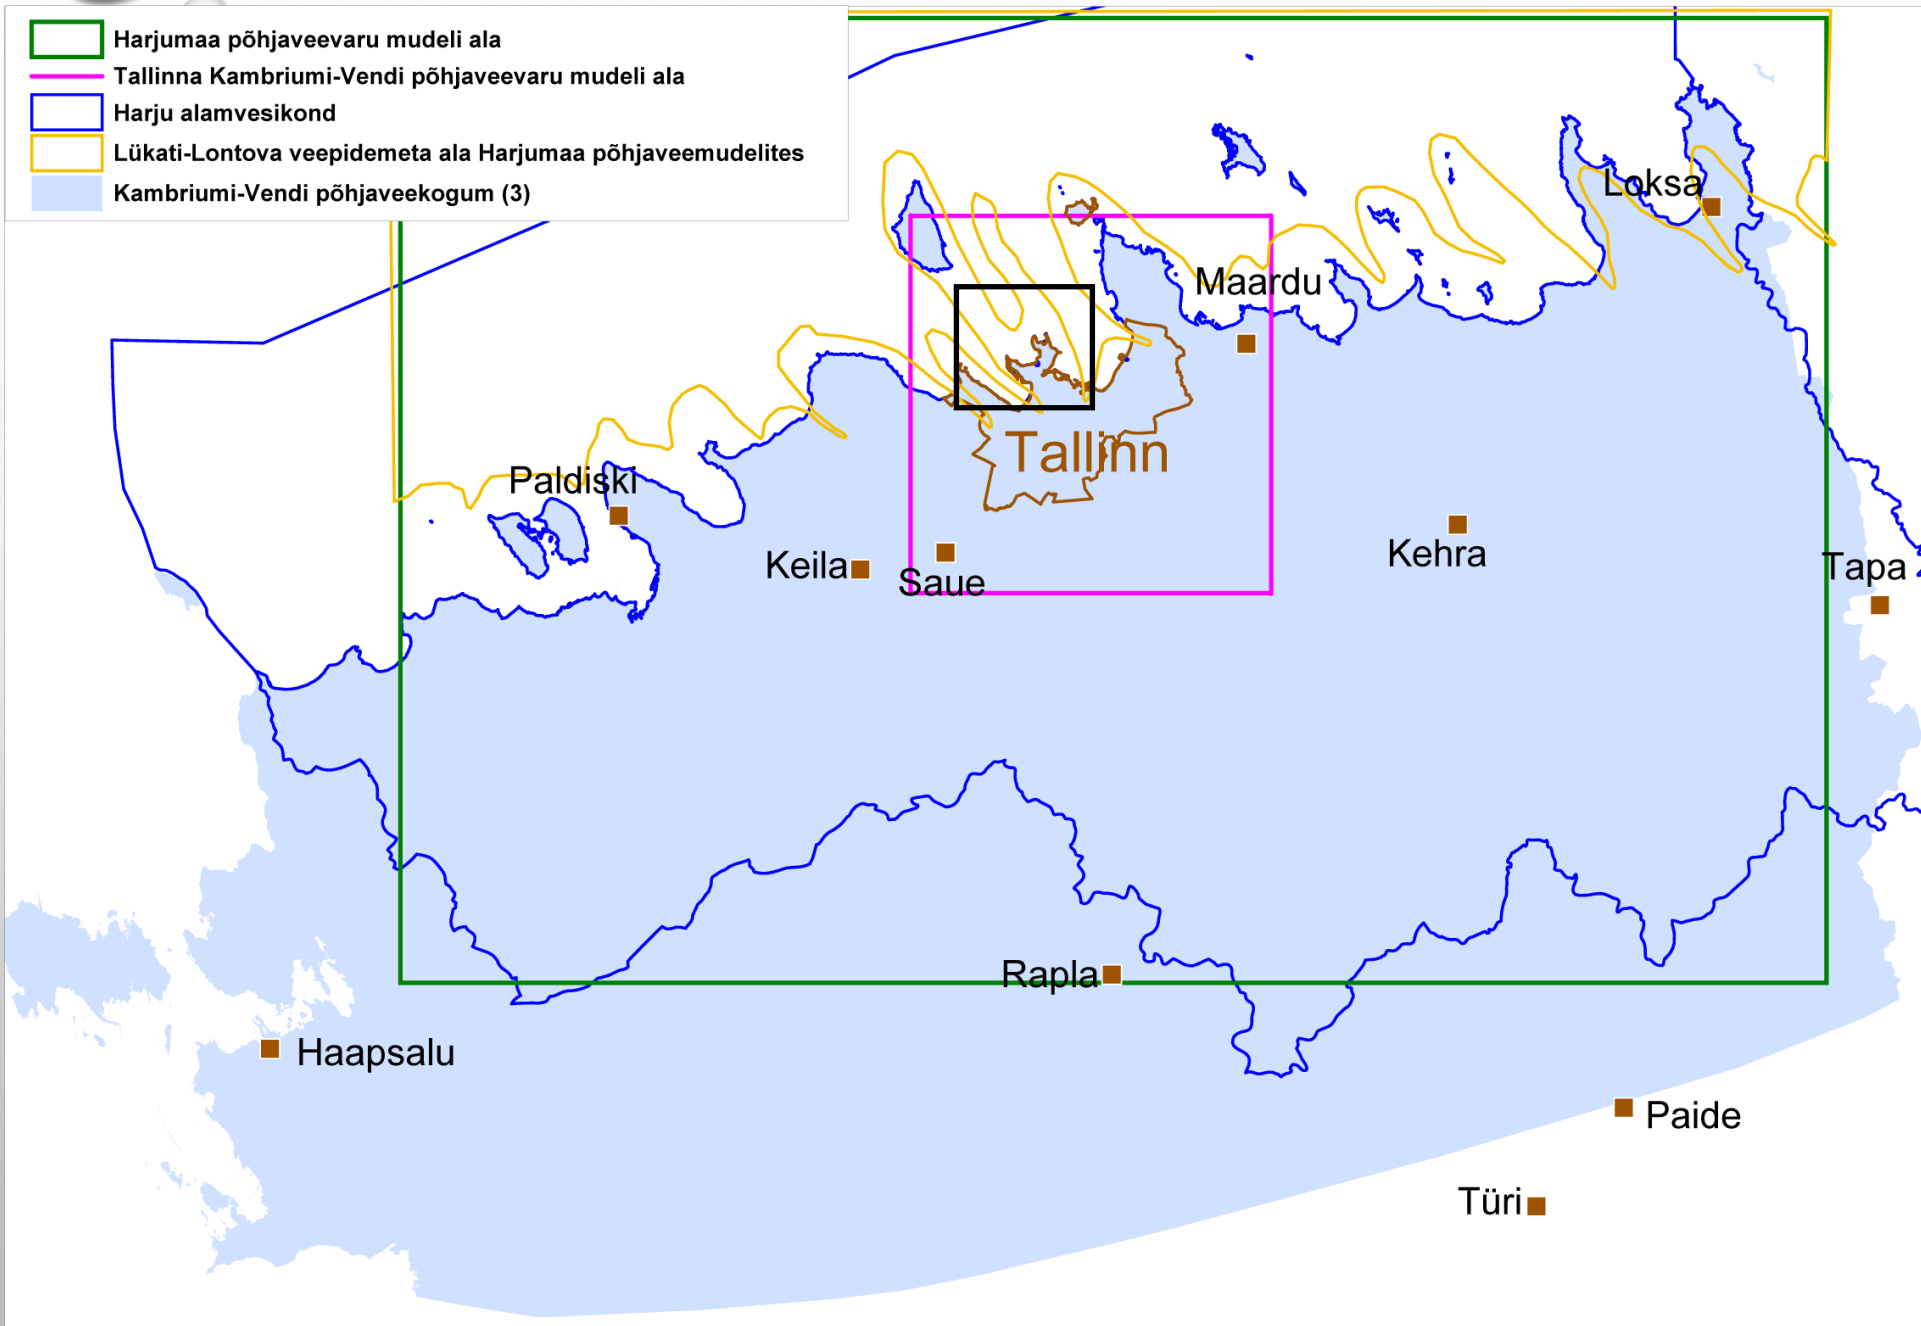 Harjumaa põhjaveevaru mudeli ala
Tallinna Kambriumi-Vendi põhjaveevaru mudeli ala
Harju alamvesikond
Lükati-Lontova veepidemeta ala Harjumaa põhjaveemudelites
Kambriumi-Vendi põhjaveekogum (3)
Loksa
Maardu
Tallinn
Paldiski
Keila
Saue
Kehra
Tapa
Rapla
Haapsalu
Paide
Türi